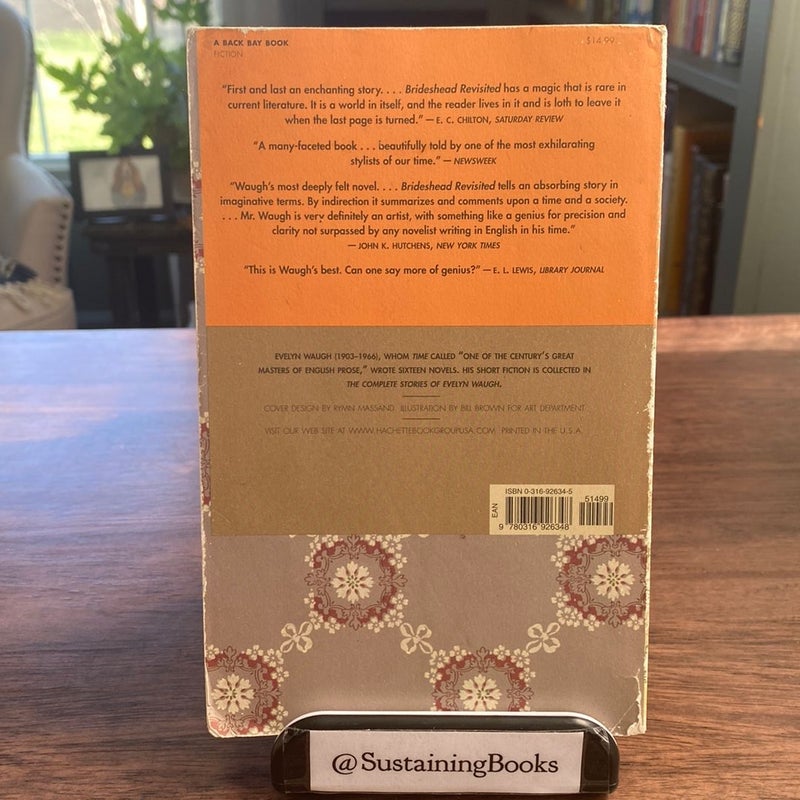 A BACK BAY BOOK
FICTION
$14.99
“First and last an enchanting story. . . . Brideshead Revisited has a magic that is rare in
current literature. It is a world in itself, and the reader lives in it and is loth to leave it
when the last page is turned.” — E. C. CHILTON, SATURDAY REVIEW
“A many-faceted book . . . beautifully told by one of the most exhilarating
stylists of our time.” — NEWSWEEK
“Waugh’s most deeply felt novel. . . . Brideshead Revisited tells an absorbing story in
imaginative terms. By indirection it summarizes and comments upon a time and a society.
. . . Mr. Waugh is very definitely an artist, with something like a genius for precision and
clarity not surpassed by any novelist writing in English in his time.”
— JOHN K. HUTCHENS, NEW YORK TIMES
“This is Waugh’s best. Can one say more of genius?” — E. L. LEWIS, LIBRARY JOURNAL
EVELYN WAUGH (1903–1966), WHOM TIME CALLED “ONE OF THE CENTURY’S GREAT
MASTERS OF ENGLISH PROSE,” WROTE SIXTEEN NOVELS. HIS SHORT FICTION IS COLLECTED IN
THE COMPLETE STORIES OF EVELYN WAUGH.
COVER DESIGN BY RYMN MASSAND. ILLUSTRATION BY BILL BROWN FOR ART DEPARTMENT
VISIT OUR WEB SITE AT WWW.HACHETTEBOOKGROUPUSA.COM PRINTED IN THE U.S.A.
ISBN 0-316-92634-5
51499
EAN
9 780316 926348
@SustainingBooks